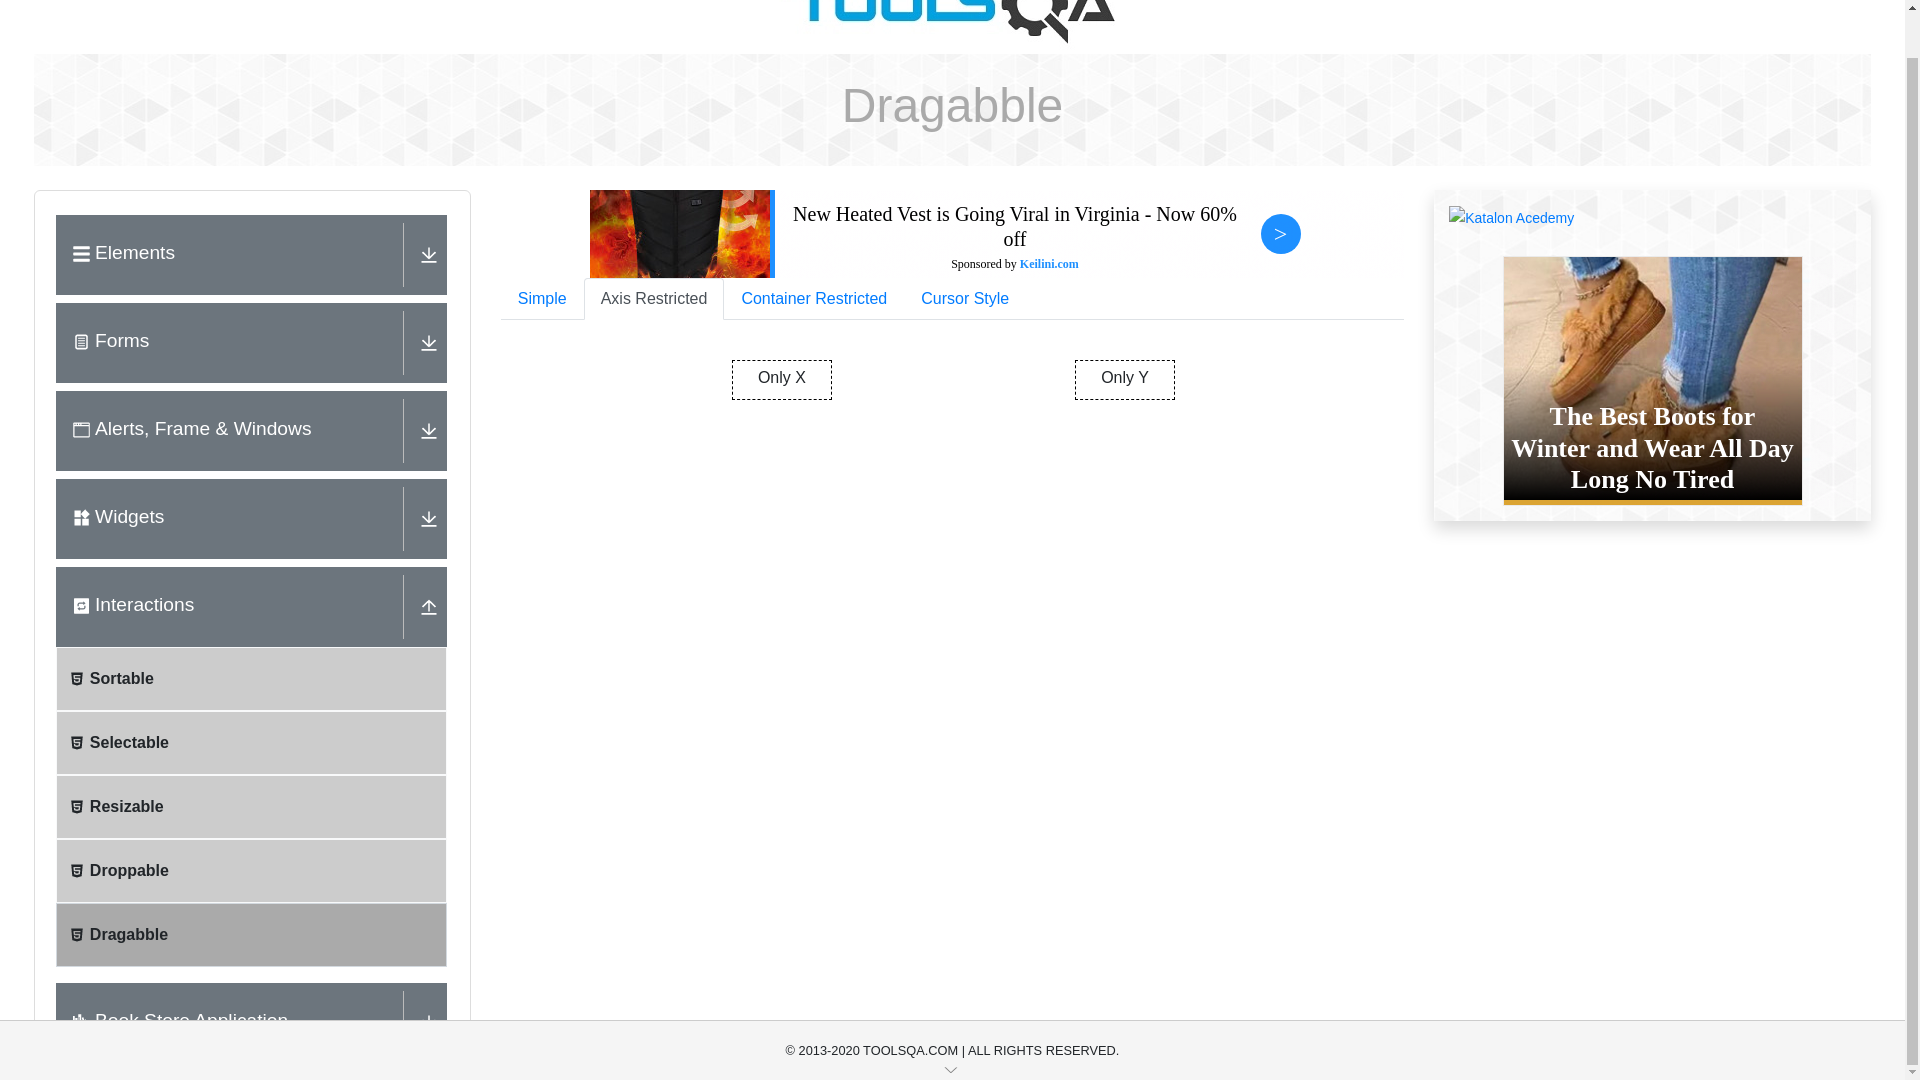 TOOLSQA
Dragabble
Elements
Forms
Alerts, Frame & Windows
Widgets
Interactions
Sortable
Selectable
Resizable
Droppable
Dragabble
Book Store Application
New Heated Vest is Going Viral in Virginia - Now 60%
off
Sponsored by Keilini.com
>
Simple
Axis Restricted
Container Restricted
Cursor Style
Only X
Only Y
Katalon Acedemy
The Best Boots for
Winter and Wear All Day
Long No Tired
© 2013-2020 TOOLSQA.COM | ALL RIGHTS RESERVED.